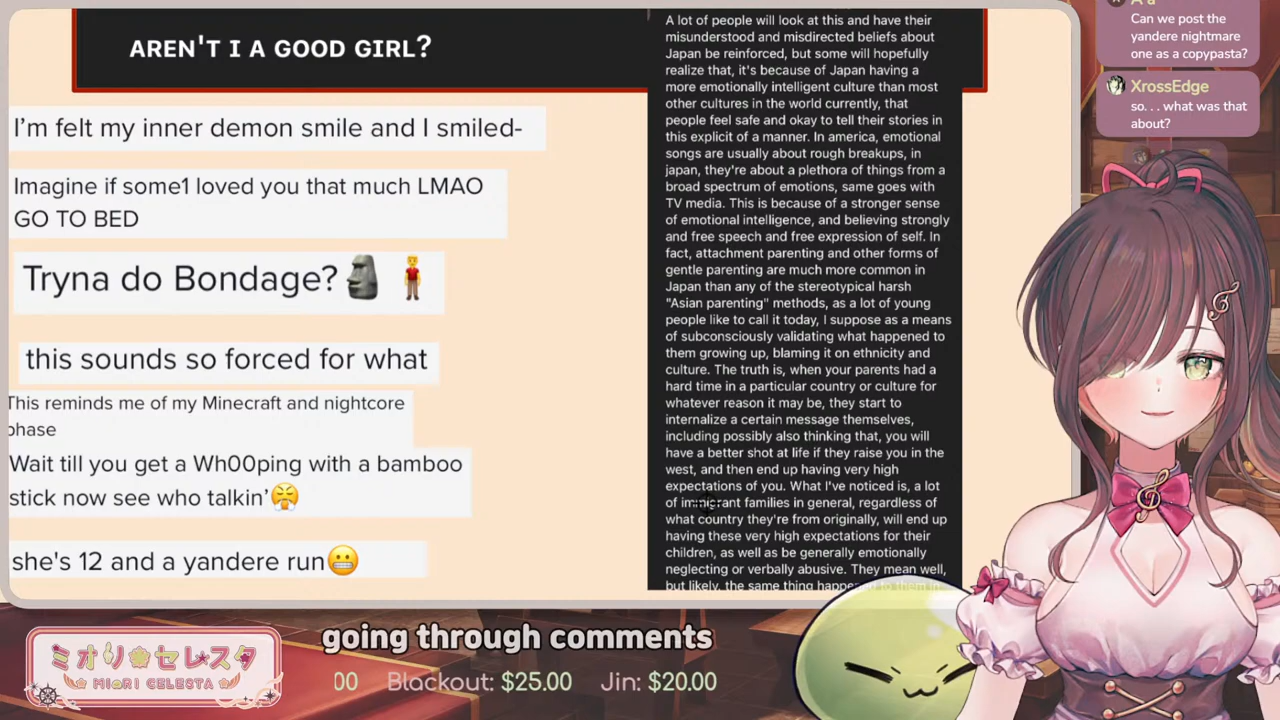 AREN'T I A GOOD GIRL?
I'm felt my inner demon smile and I smiled-
Imagine if some1 loved you that much LMAO
GO TO BED
Tryna do Bondage?🗿🧍‍♂️
this sounds so forced for what
This reminds me of my Minecraft and nightcore
phase
Wait till you get a Wh00ping with a bamboo
stick now see who talkin'😤
she's 12 and a yandere run😬
A lot of people will look at this and have their
misunderstood and misdirected beliefs about
Japan be reinforced, but some will hopefully
realize that, it's because of Japan having a
more emotionally intelligent culture than most
other cultures in the world currently, that
people feel safe and okay to tell their stories in
this explicit of a manner. In america, emotional
songs are usually about rough breakups, in
japan, they're about a plethora of things from a
broad spectrum of emotions, same goes with
TV media. This is because of a stronger sense
of emotional intelligence, and believing strongly
and free speech and free expression of self. In
fact, attachment parenting and other forms of
gentle parenting are much more common in
Japan than any of the stereotypical harsh
"Asian parenting" methods, as a lot of young
people like to call it today, I suppose as a means
of subconsciously validating what happened to
them growing up, blaming it on ethnicity and
culture. The truth is, when your parents had a
hard time in a particular country or culture for
whatever reason it may be, they start to
internalize a certain message themselves,
including possibly also thinking that, you will
have a better shot at life if they raise you in the
west, and then end up having very high
expectations of you. What I've noticed is, a lot
of immigrant families in general, regardless of
what country they're from originally, will end up
having these very high expectations for their
children, as well as be generally emotionally
neglecting or verbally abusive. They mean well,
but likely, the same thing happened to them in
Can we post the
yandere nightmare
one as a copypasta?
XrossEdge
so. . . what was that
about?
going through comments
00 Blackout: $25.00 Jin: $20.00
ミオリ セレスタ
MIORI CELESTA